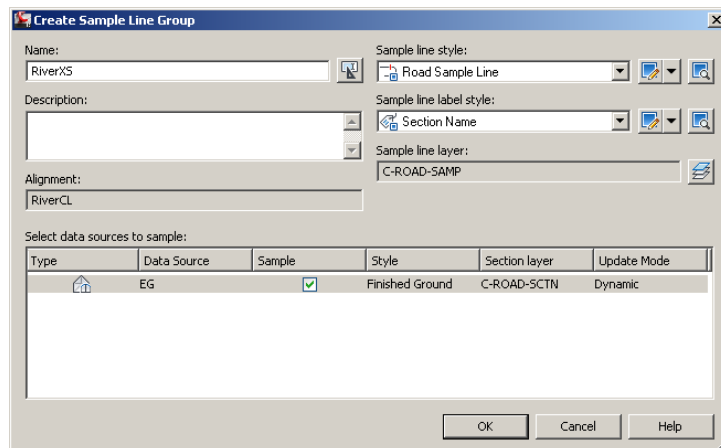 Create Sample Line Group
Name:
RiverXS
Description:
Alignment:
RiverCL
Sample line style:
Road Sample Line
Sample line label style:
Section Name
Sample line layer:
C-ROAD-SAMP
Select data sources to sample:
Type Data Source Sample Style Section layer Update Mode
EG Finished Ground C-ROAD-SCTN Dynamic
OK Cancel Help